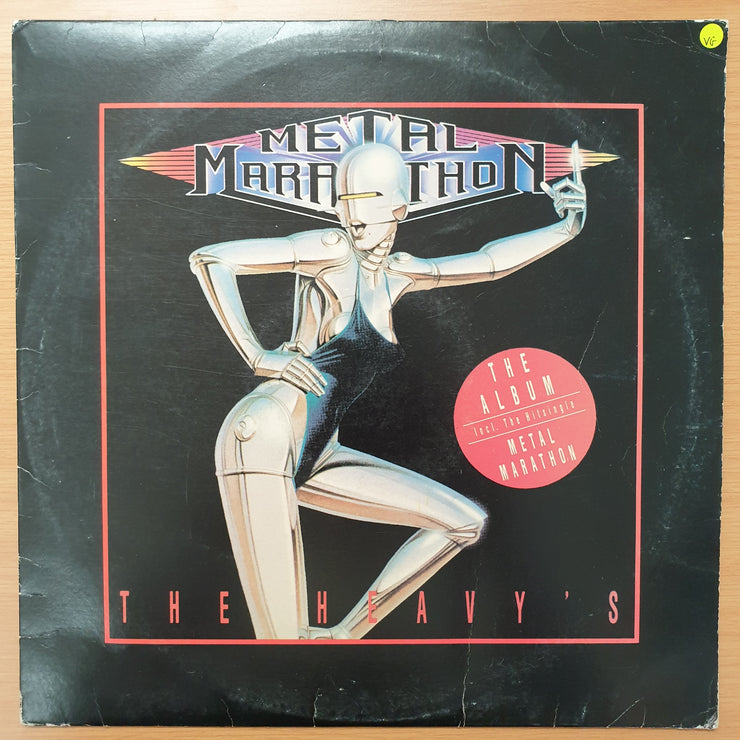 VG
METAL
MARATHON
THE
ALBUM
Incl. The Hitsingle
METAL
MARATHON
THE HEAVY'S